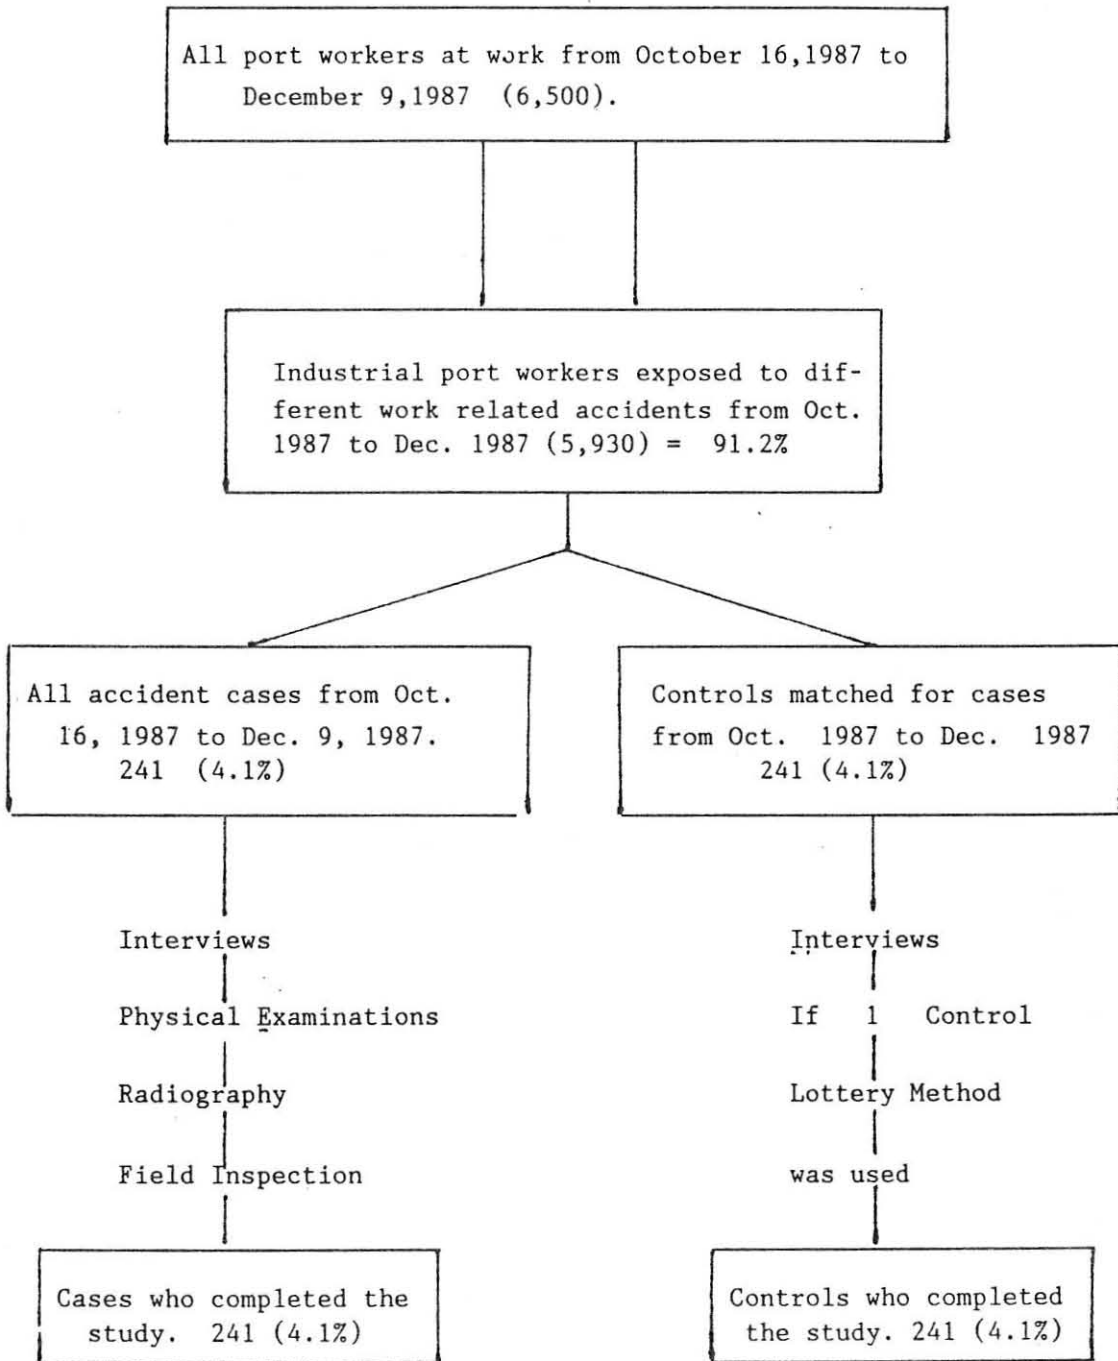 All port workers at work from October 16,1987 to
December 9,1987 (6,500).
Industrial port workers exposed to dif-
ferent work related accidents from Oct.
1987 to Dec. 1987 (5,930) = 91.2%
All accident cases from Oct.
16, 1987 to Dec. 9, 1987.
241 (4.1%)
Controls matched for cases
from Oct. 1987 to Dec. 1987
241 (4.1%)
Interviews
Physical Examinations
Radiography
Field Inspection
Interviews
If 1 Control
Lottery Method
was used
Cases who completed the
study. 241 (4.1%)
Controls who completed
the study. 241 (4.1%)